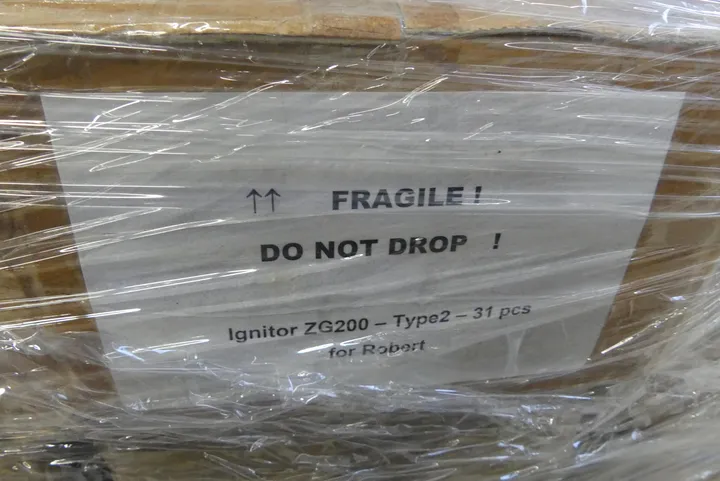 ↑↑ FRAGILE !
DO NOT DROP !
Ignitor ZG200 – Type2 – 31 pcs
for Robert